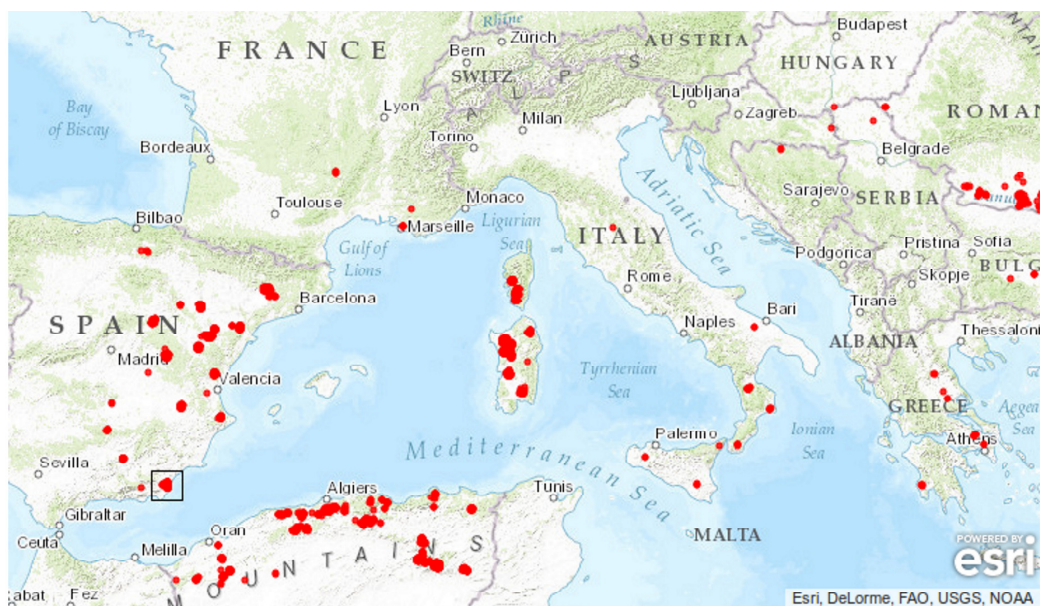 Budapest
Rhine
Zürich
AUSTRIA
FRANCE
Bern
HUNGARY
SWITZ
A L P S
Ljubljana
Zagreb
Bay
of Biscay
Lyon
Milan
ROMAN
Torino
Bordeaux
Belgrade
Adriatic Sea
Sarajevo
SERBIA
Toulouse
Monaco
Marseille
Ligurian
Sea
ITALY
Bilbao
Gulf of
Lions
Podgorica
Pristina
Sofia
BULG
Skopje
Rome
Barcelona
Tiranë
Bari
SPAIN
Naples
Thessaloni
ALBANIA
Madrid
Tyrrhenian
Sea
Valencia
GREECE
Aegea
Sea
Ionian
Sea
Mediterranean Sea
Palermo
Athens
Sevilla
Algiers
Tunis
Gibraltar
Ceuta
Oran
MALTA
Melilla
MOUNTAINS
POWERED BY
esri
abat
Fez
Esri, DeLorme, FAO, USGS, NOAA